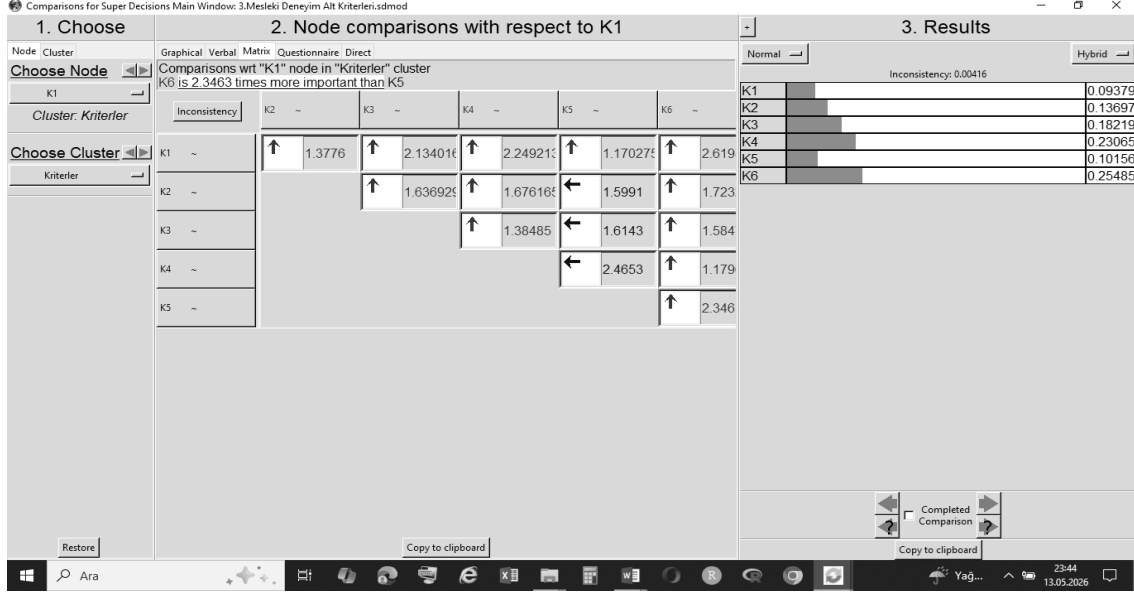 Comparisons for Super Decisions Main Window: 3.Mesleki Deneyim Alt Kriterleri.sdmod
1. Choose
2. Node comparisons with respect to K1
+
3. Results
Node Cluster
Graphical Verbal Matrix Questionnaire Direct
Normal
Hybrid
Choose Node
Comparisons wrt "K1" node in "Kriterler" cluster
K6 is 2.3463 times more important than K5
Inconsistency: 0.00416
K1
Cluster: Kriterler
Inconsistency
K2 ~
K3 ~
K4 ~
K5 ~
K6 ~
Choose Cluster
Kriterler
K1 ~ 1.3776 2.134016 2.249213 1.170275 2.619
K2 ~ 1.636929 1.676165 1.5991 1.723
K3 ~ 1.38485 1.6143 1.584
K4 ~ 2.4653 1.179
K5 ~ 2.346
K1 0.09379
K2 0.13697
K3 0.18219
K4 0.23065
K5 0.10156
K6 0.25485
Completed
Comparison
?
?
Restore
Copy to clipboard
Copy to clipboard
Ara
Yağ...
23:44
13.05.2026